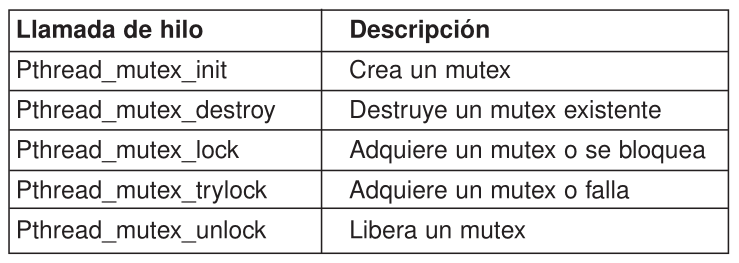 Llamada de hilo Descripción
Pthread_mutex_init Crea un mutex
Pthread_mutex_destroy Destruye un mutex existente
Pthread_mutex_lock Adquiere un mutex o se bloquea
Pthread_mutex_trylock Adquiere un mutex o falla
Pthread_mutex_unlock Libera un mutex